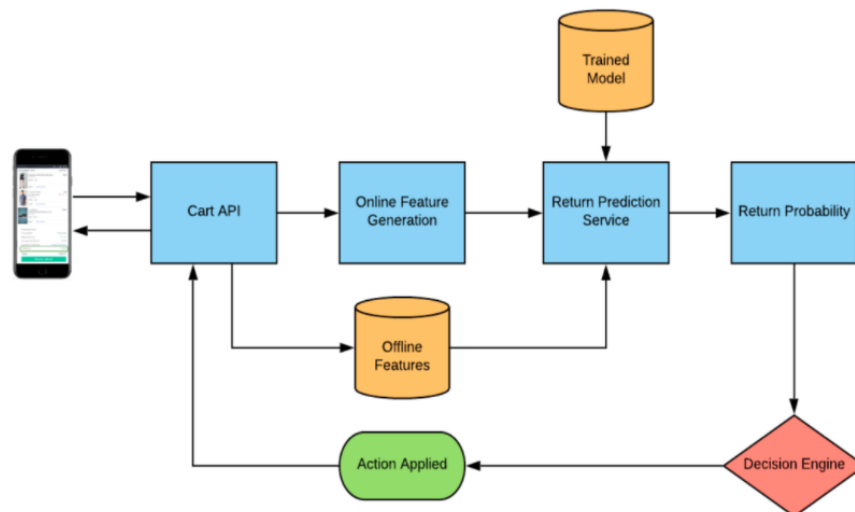 Trained
Model
Cart API
Online Feature
Generation
Return Prediction
Service
Return Probability
Offline
Features
Action Applied
Decision Engine